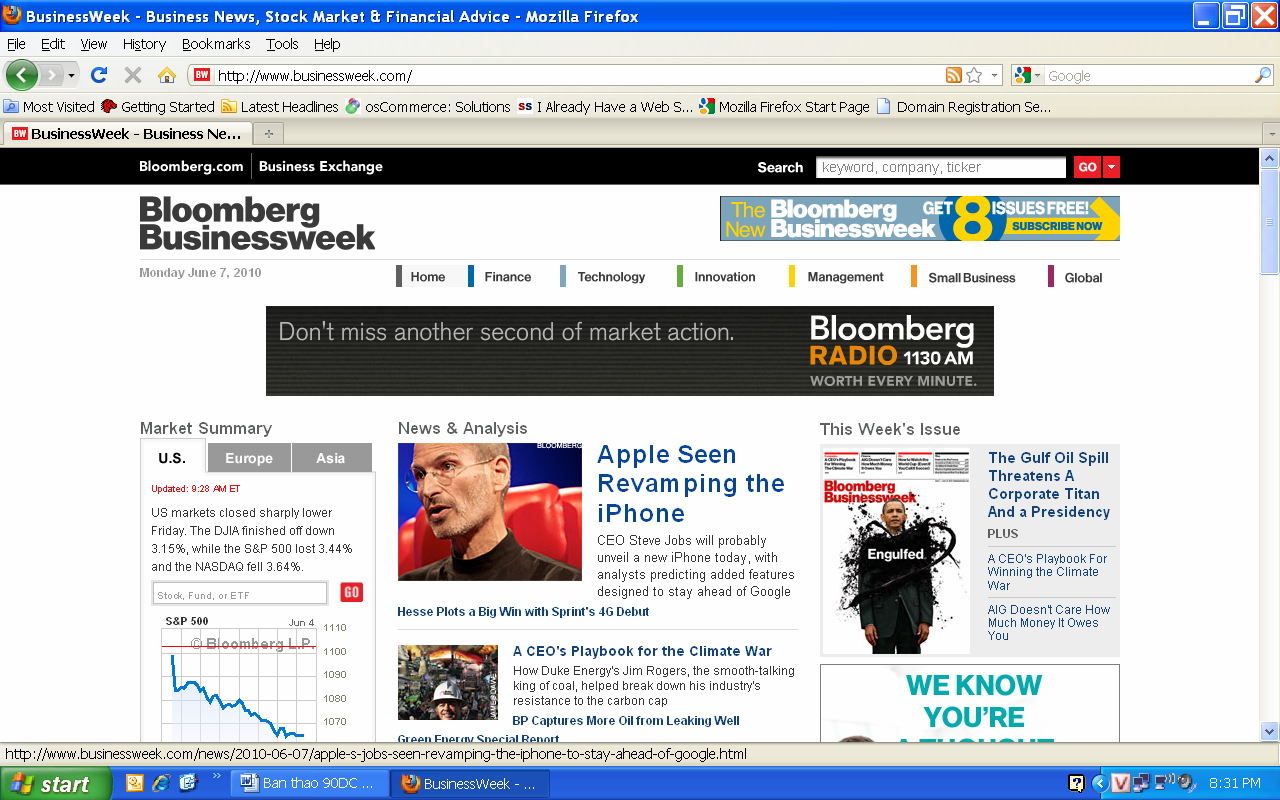 BusinessWeek - Business News, Stock Market & Financial Advice - Mozilla Firefox
File Edit View History Bookmarks Tools Help
BW http://www.businessweek.com/ Google
Most Visited Getting Started Latest Headlines osCommerce: Solutions ss I Already Have a Web S... Mozilla Firefox Start Page Domain Registration Se...
BW BusinessWeek - Business Ne...
Bloomberg.com Business Exchange Search keyword, company, ticker GO
Bloomberg
Businessweek
The New Bloomberg Businessweek GET 8 ISSUES FREE! SUBSCRIBE NOW
Monday June 7, 2010
Home Finance Technology Innovation Management Small Business Global
Don't miss another second of market action.
Bloomberg
RADIO 1130 AM
WORTH EVERY MINUTE.
Market Summary
U.S. Europe Asia
Updated: 9:28 AM ET
US markets closed sharply lower
Friday. The DJIA finished off down
3.15%, while the S&P 500 lost 3.44%
and the NASDAQ fell 3.64%.
Stock, Fund, or ETF GO
S&P 500 Jun 4
© Bloomberg L.P.
1110
1100
1090
1080
1070
News & Analysis
BLOOMBERG
Apple Seen
Revamping the
iPhone
CEO Steve Jobs will probably
unveil a new iPhone today, with
analysts predicting added features
designed to stay ahead of Google
Hesse Plots a Big Win with Sprint's 4G Debut
A CEO's Playbook for the Climate War
How Duke Energy's Jim Rogers, the smooth-talking
king of coal, helped break down his industry's
resistance to the carbon cap
BP Captures More Oil from Leaking Well
Green Energy Special Report
This Week's Issue
Bloomberg
Businessweek
Engulfed.
The Gulf Oil Spill
Threatens A
Corporate Titan
And a Presidency
PLUS
A CEO's Playbook For
Winning the Climate
War
AIG Doesn't Care How
Much Money It Owes
You
WE KNOW
YOU'RE
A THOUGHT
http://www.businessweek.com/news/2010-06-07/apple-s-jobs-seen-revamping-the-iphone-to-stay-ahead-of-google.html
start Ban thao 90DC ... BusinessWeek - ... 8:31 PM